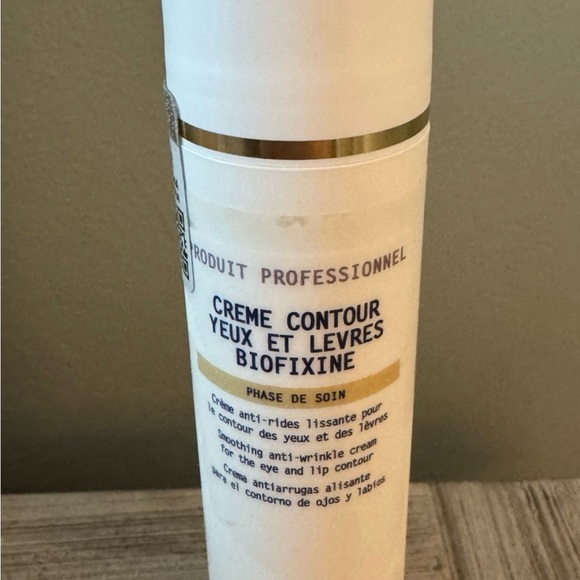 PRODUIT PROFESSIONNEL
CREME CONTOUR
YEUX ET LEVRES
BIOFIXINE
PHASE DE SOIN
Crème anti-rides lissante pour
le contour des yeux et des lèvres
Smoothing anti-wrinkle cream
for the eye and lip contour
Crema antiarrugas alisante
para el contorno de ojos y labios